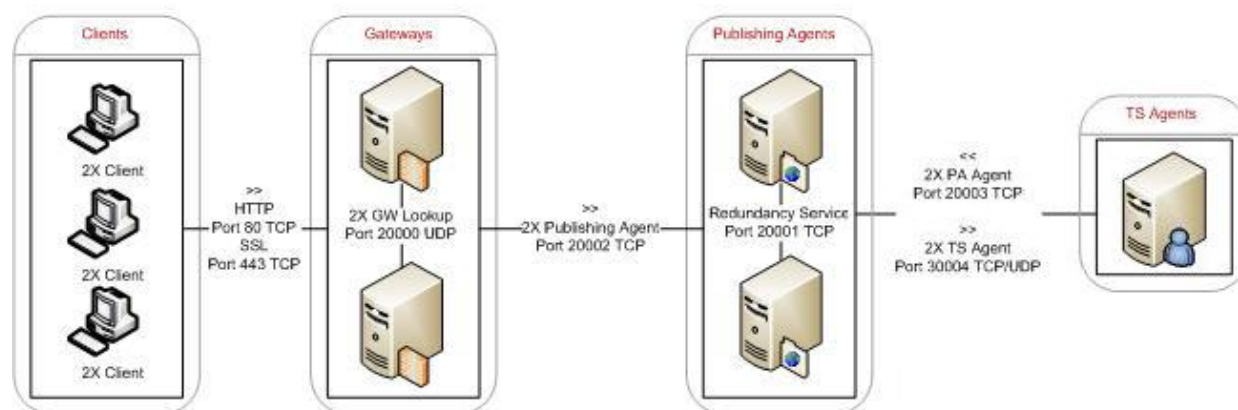 Clients
2X Client
2X Client
2X Client
>>
HTTP
Port 80 TCP
SSL
Port 443 TCP
Gateways
2X GW Lookup
Port 20000 UDP
>>
2X Publishing Agent
Port 20002 TCP
Publishing Agents
Redundancy Service
Port 20001 TCP
<<
2X PA Agent
Port 20003 TCP
>>
2X TS Agent
Port 30004 TCP/UDP
TS Agents